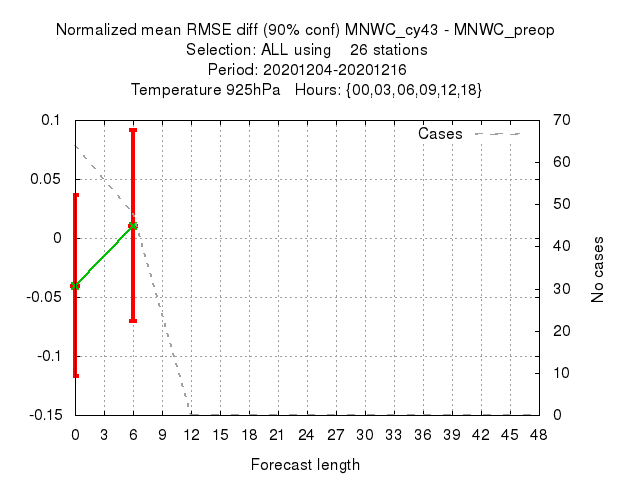 Normalized mean RMSE diff (90% conf) MNWC_cy43 - MNWC_preop
Selection: ALL using    26 stations
Period: 20201204-20201216
Temperature 925hPa   Hours: {00,03,06,09,12,18}
0.1
0.05
0
-0.05
-0.1
-0.15
70
60
50
40
30
20
10
0
Cases
No cases
0 3 6 9 12 15 18 21 24 27 30 33 36 39 42 45 48
Forecast length